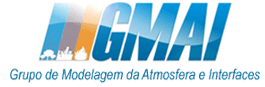 GMAI
Grupo de Modelagem da Atmosfera e Interfaces